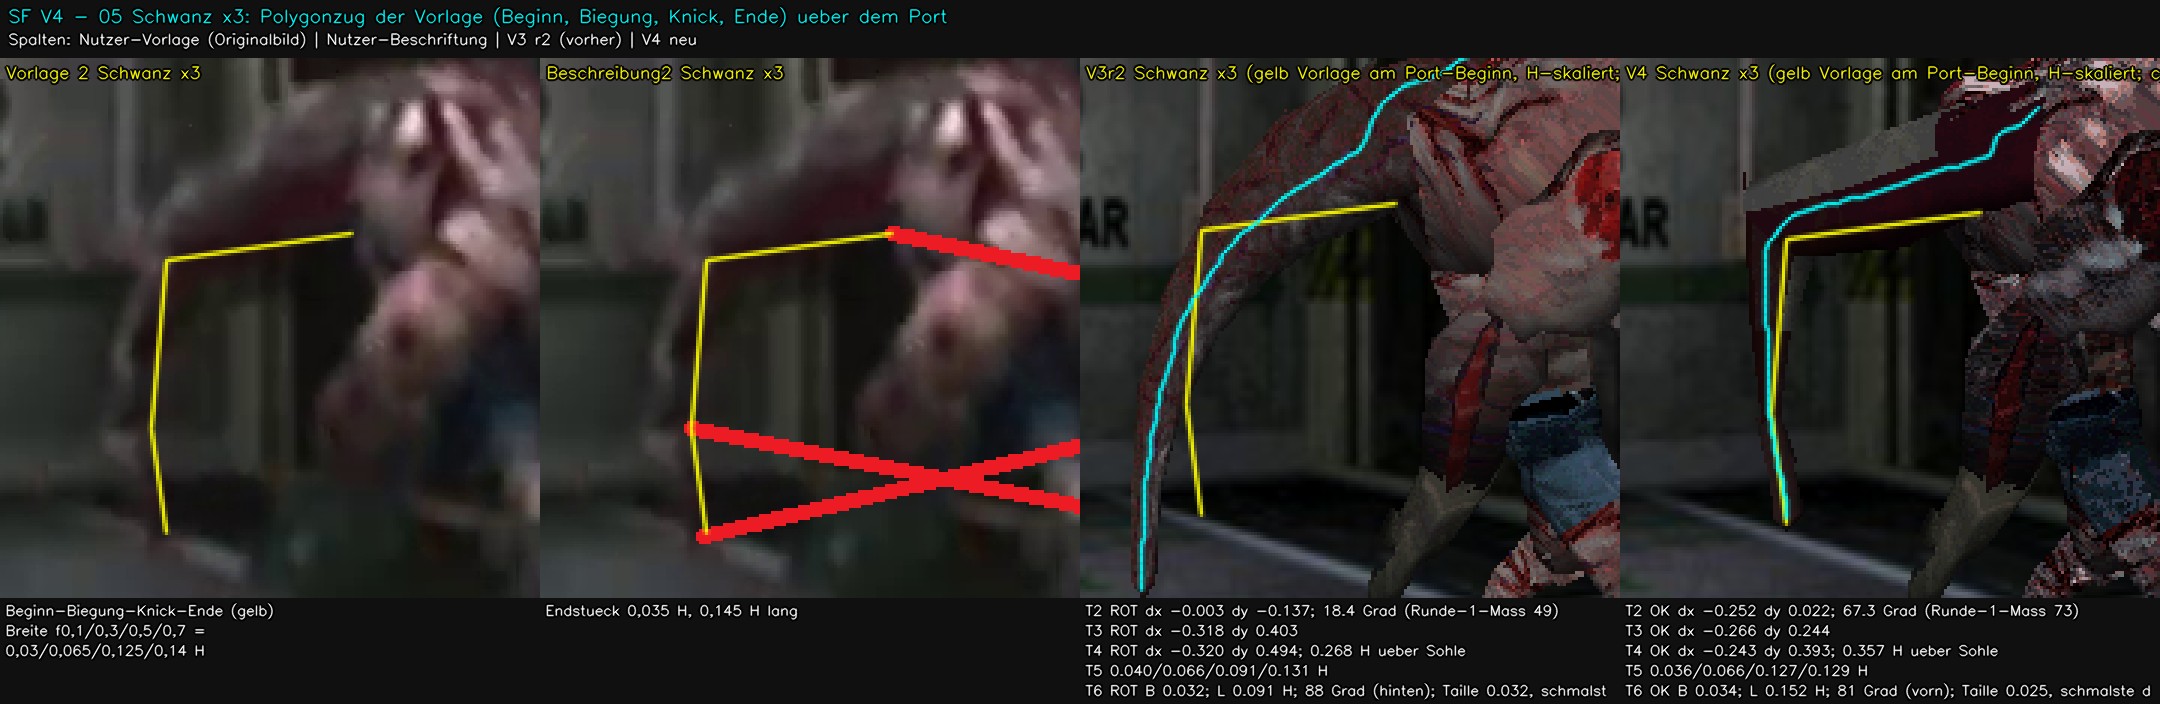 SF V4 - 05 Schwanz x3: Polygonzug der Vorlage (Beginn, Biegung, Knick, Ende) ueber dem Port
Spalten: Nutzer-Vorlage (Originalbild) | Nutzer-Beschriftung | V3 r2 (vorher) | V4 neu
Vorlage 2 Schwanz x3
Beschreibung2 Schwanz x3
V3r2 Schwanz x3 (gelb Vorlage am Port-Beginn, H-skaliert;
V4 Schwanz x3 (gelb Vorlage am Port-Beginn, H-skaliert; c
AR
AR
Beginn-Biegung-Knick-Ende (gelb)
Breite f0,1/0,3/0,5/0,7 =
0,03/0,065/0,125/0,14 H
Endstueck 0,035 H, 0,145 H lang
T2 ROT dx -0.003 dy -0.137; 18.4 Grad (Runde-1-Mass 49)
T3 ROT dx -0.318 dy 0.403
T4 ROT dx -0.320 dy 0.494; 0.268 H ueber Sohle
T5 0.040/0.066/0.091/0.131 H
T6 ROT B 0.032; L 0.091 H; 88 Grad (hinten); Taille 0.032, schmalst
T2 OK dx -0.252 dy 0.022; 67.3 Grad (Runde-1-Mass 73)
T3 OK dx -0.266 dy 0.244
T4 OK dx -0.243 dy 0.393; 0.357 H ueber Sohle
T5 0.036/0.066/0.127/0.129 H
T6 OK B 0.034; L 0.152 H; 81 Grad (vorn); Taille 0.025, schmalste d